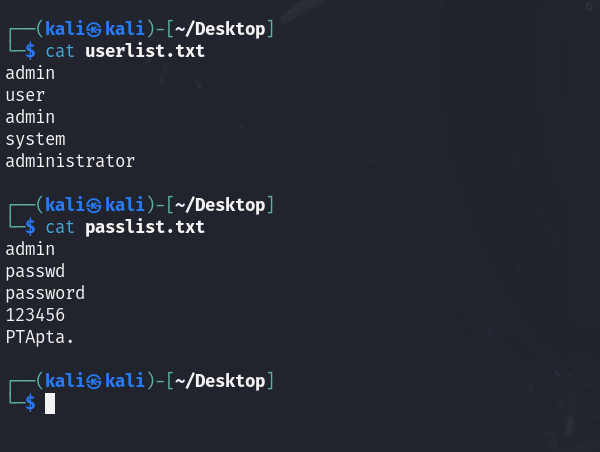 ┌──(kali㉿kali)-[~/Desktop]
└─$ cat userlist.txt
admin
user
admin
system
administrator
┌──(kali㉿kali)-[~/Desktop]
└─$ cat passlist.txt
admin
passwd
password
123456
PTApta.
┌──(kali㉿kali)-[~/Desktop]
└─$